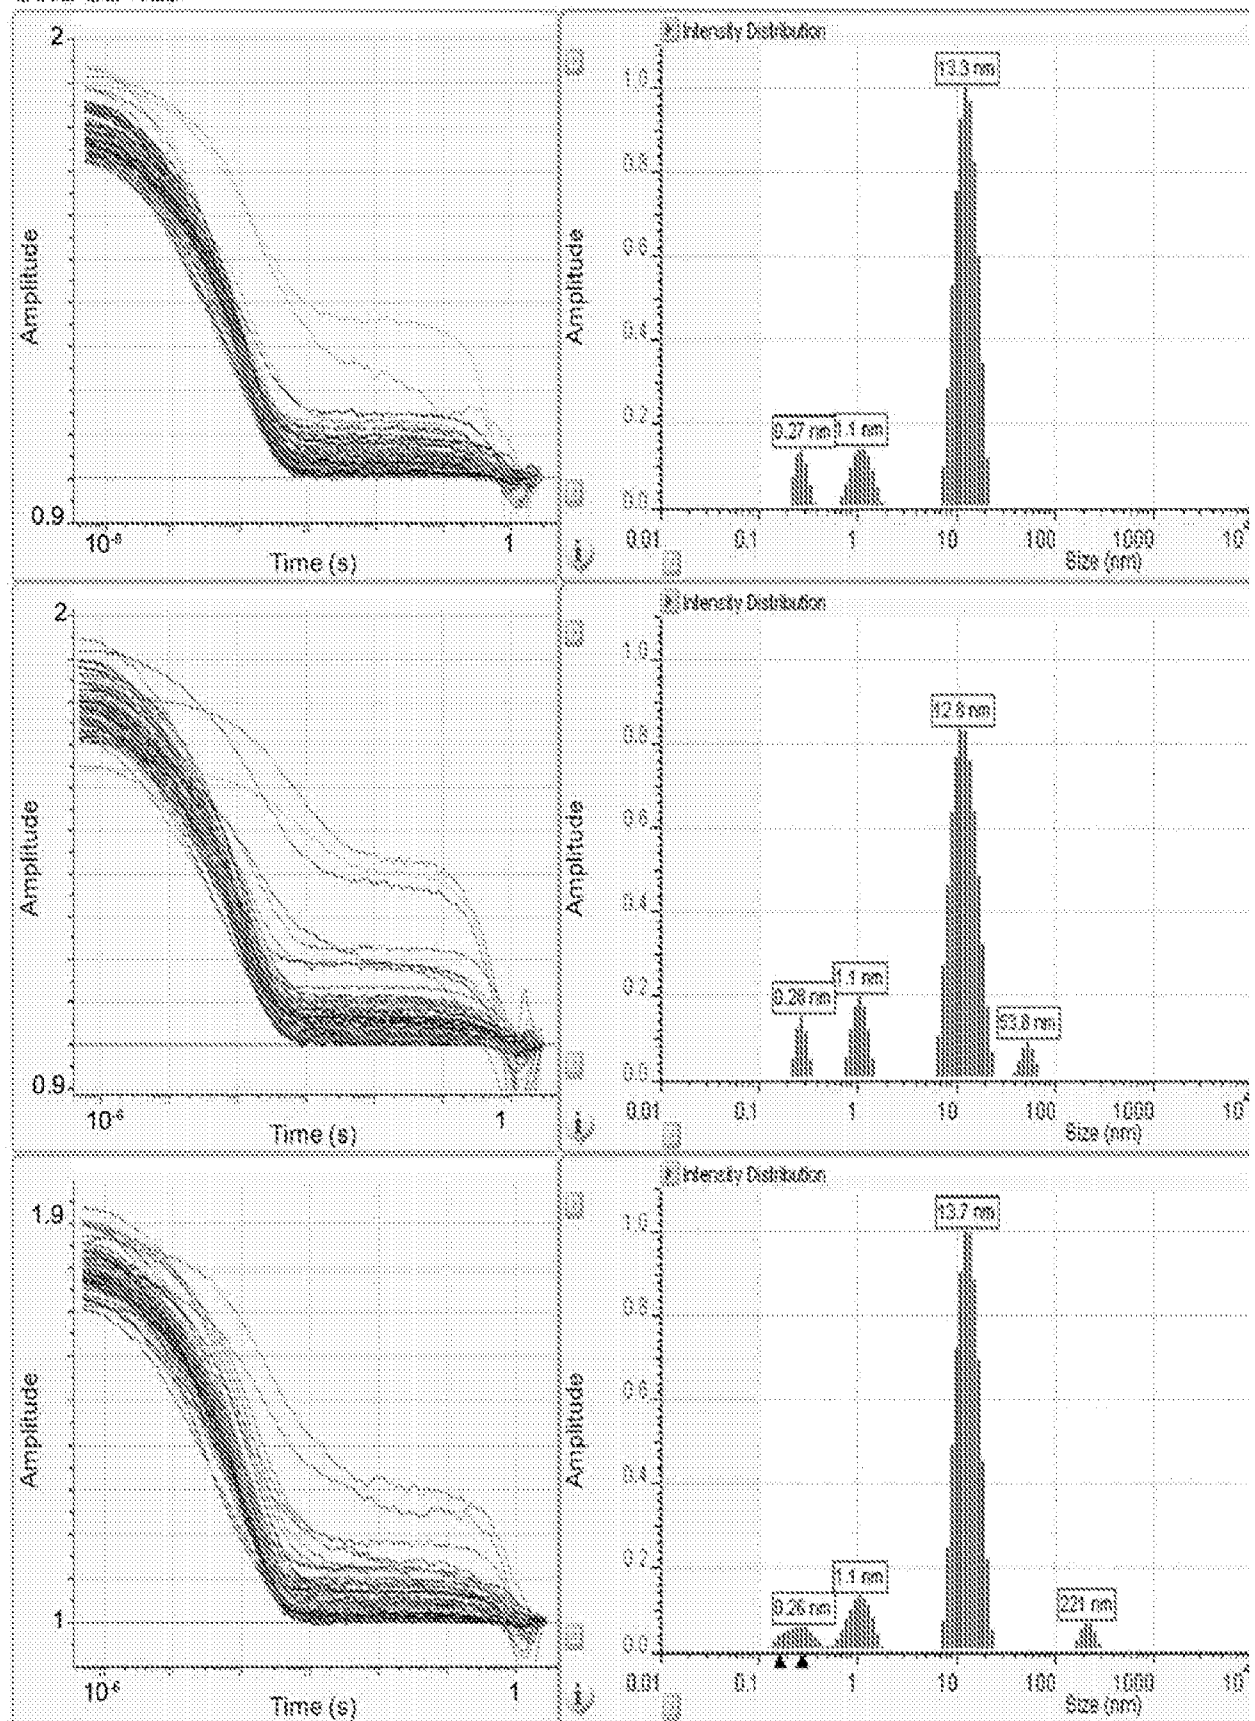 2
Amplitude
0.9
10⁻⁶
1
Time (s)
Intensity Distribution
1.0
0.8
0.6
0.4
0.2
0.0
Amplitude
13.3 nm
0.27 nm
1.1 nm
0.01
0.1
1
10
100
1000
Size (nm)
2
Amplitude
0.9
10⁻⁶
1
Time (s)
Intensity Distribution
1.0
0.8
0.6
0.4
0.2
0.0
Amplitude
12.8 nm
0.28 nm
1.1 nm
53.8 nm
0.01
0.1
1
10
100
1000
Size (nm)
1.9
Amplitude
1
10⁻⁶
1
Time (s)
Intensity Distribution
1.0
0.8
0.6
0.4
0.2
0.0
Amplitude
13.7 nm
0.26 nm
1.1 nm
221 nm
0.01
0.1
1
10
100
1000
Size (nm)